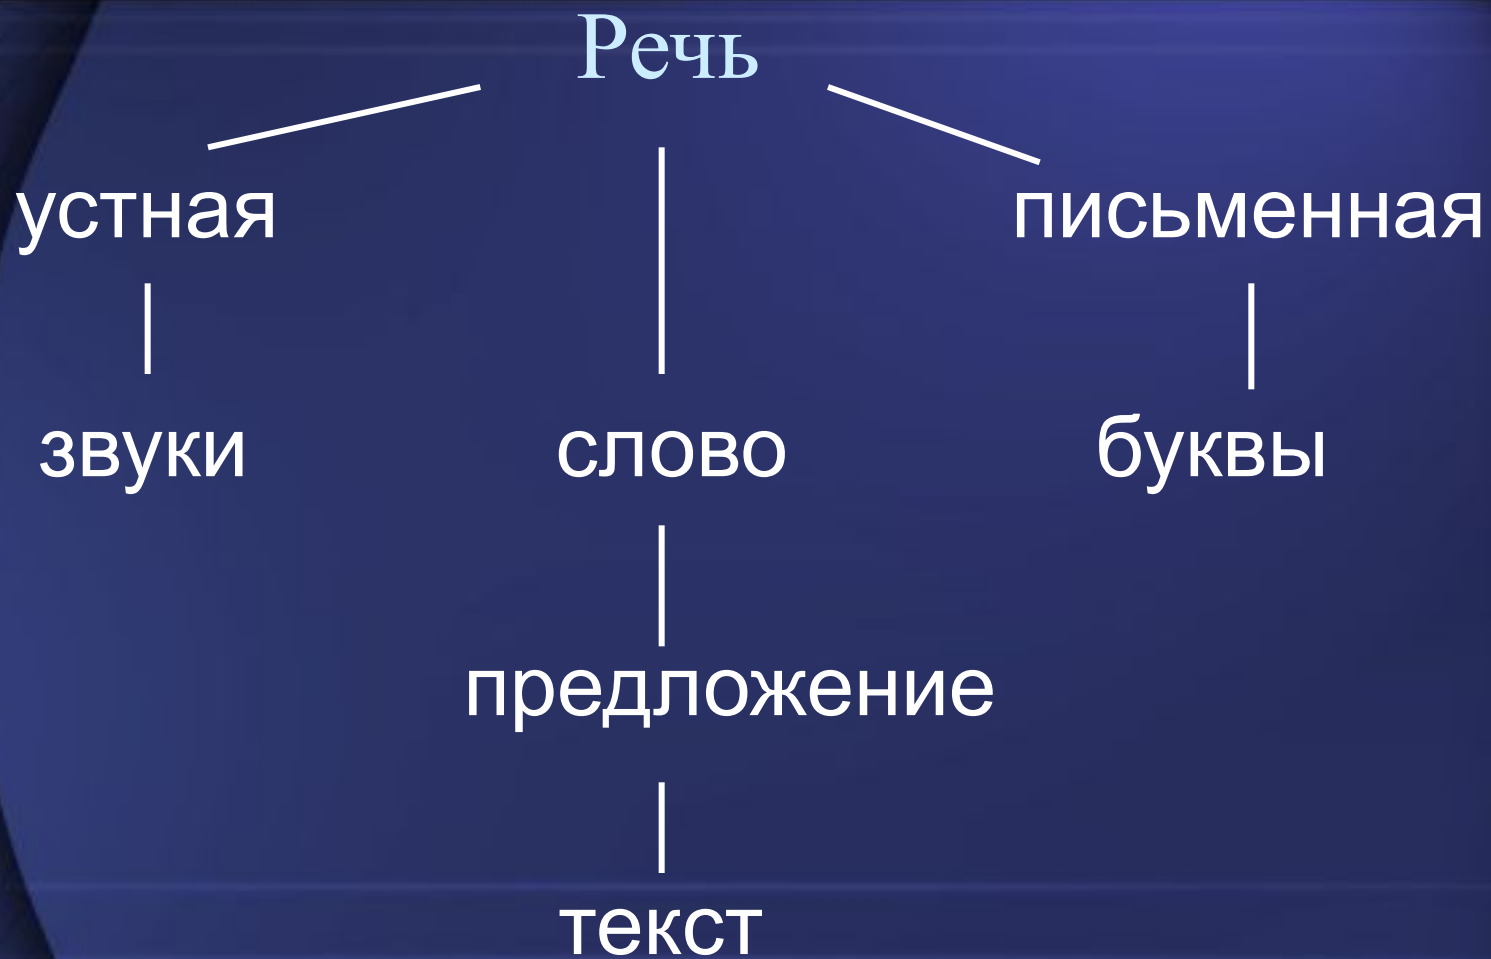 Речь
устная
письменная
звуки
слово
буквы
предложение
текст